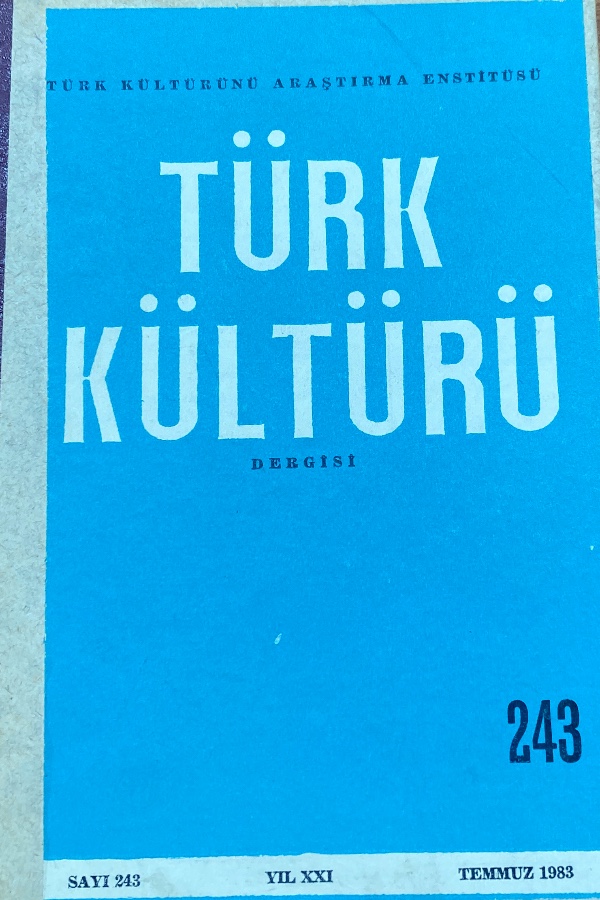 TÜRK KÜLTÜRÜNÜ ARAŞTIRMA ENSTİTÜSÜ
TÜRK
KÜLTÜRÜ
DERGİSİ
243
SAYI 243 YIL XXI TEMMUZ 1983